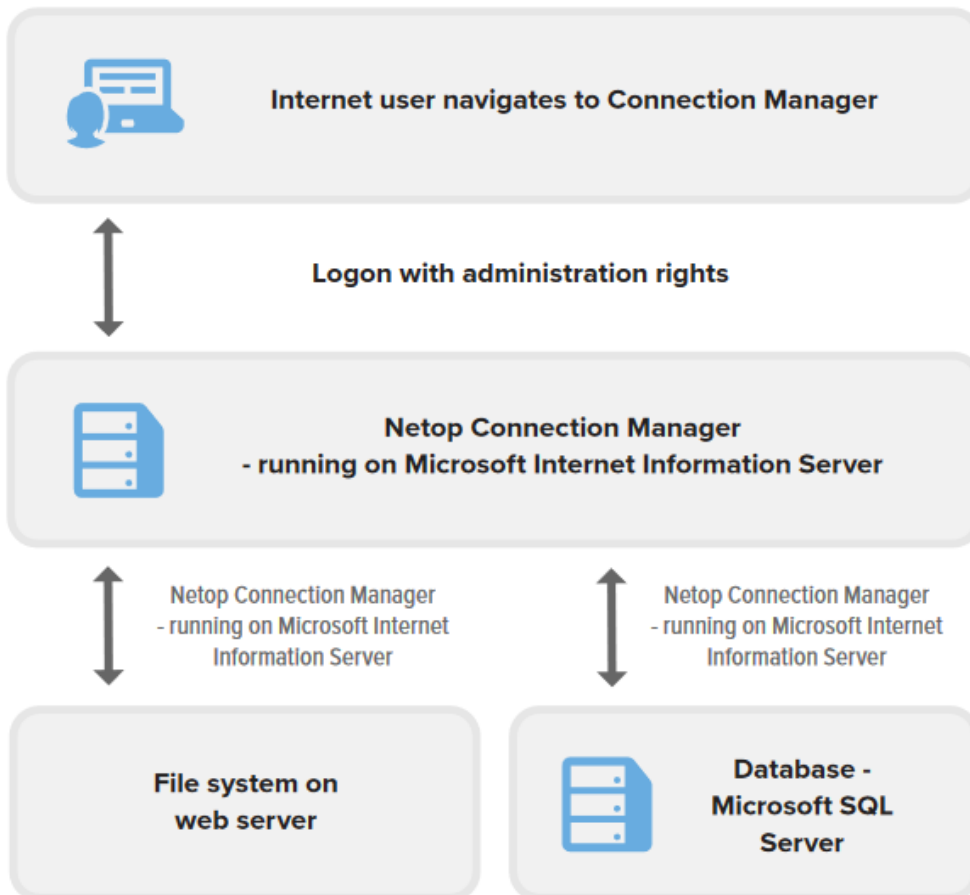 Internet user navigates to Connection Manager
Logon with administration rights
Netop Connection Manager
- running on Microsoft Internet Information Server
Netop Connection Manager
- running on Microsoft Internet
Information Server
Netop Connection Manager
- running on Microsoft Internet
Information Server
File system on
web server
Database -
Microsoft SQL
Server